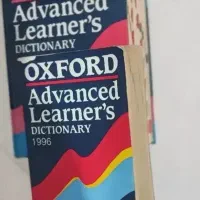 Advanced
Learner's
DICTIONARY
OXFORD
Advanced
Learner's
DICTIONARY
1996